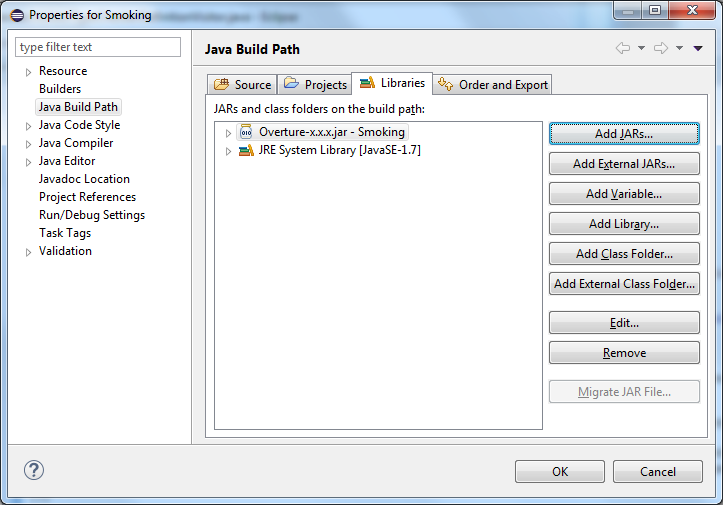 Properties for Smoking
type filter text
Resource
Builders
Java Build Path
Java Code Style
Java Compiler
Java Editor
Javadoc Location
Project References
Run/Debug Settings
Task Tags
Validation
Java Build Path
Source Projects Libraries Order and Export
JARs and class folders on the build path:
Overture-x.x.x.jar - Smoking
JRE System Library [JavaSE-1.7]
Add JARs...
Add External JARs...
Add Variable...
Add Library...
Add Class Folder...
Add External Class Folder...
Edit...
Remove
Migrate JAR File...
OK Cancel